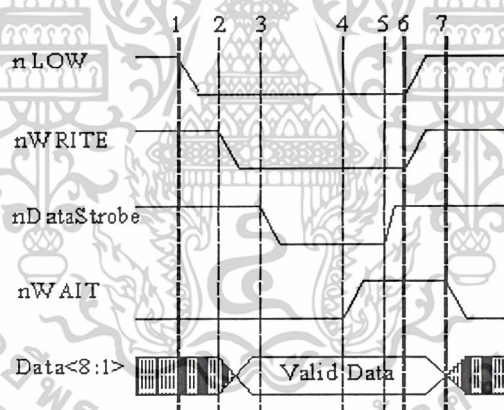 1 2 3 4 5 6 7
nLOW
nWRITE
nDataStrobe
nWAIT
Data<8:1> Valid Data